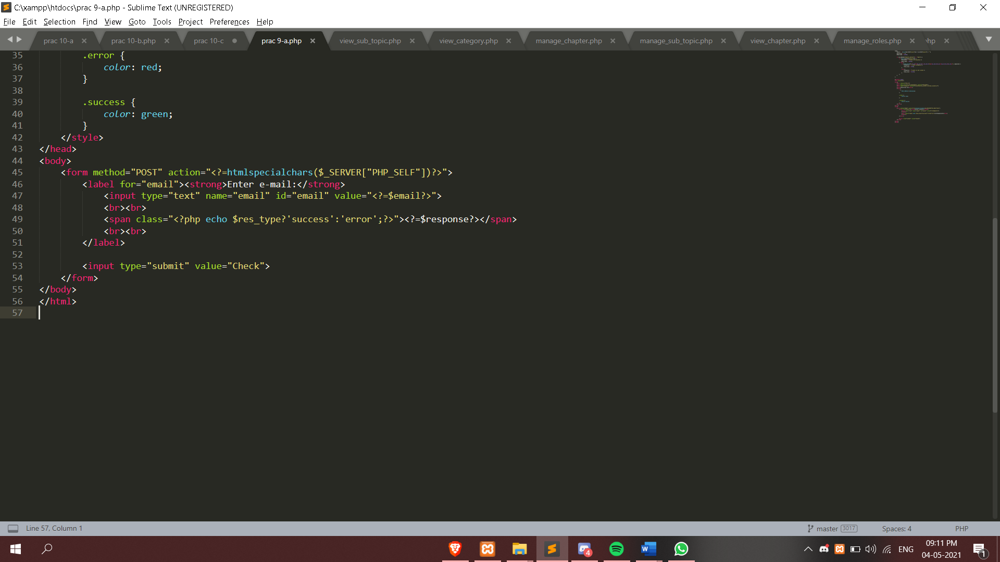 C:\xampp\htdocs\prac 9-a.php - Sublime Text (UNREGISTERED)
File Edit Selection Find View Goto Tools Project Preferences Help
prac 10-a prac 10-b.php prac 10-c prac 9-a.php view_sub_topic.php view_category.php manage_chapter.php manage_sub_topic.php view_chapter.php manage_roles.php hp
35 .error {
36 color: red;
37 }
38
39 .success {
40 color: green;
41 }
42 </style>
43 </head>
44 <body>
45 <form method="POST" action="<?=htmlspecialchars($_SERVER["PHP_SELF"])?>">
46 <label for="email"><strong>Enter e-mail:</strong>
47 <input type="text" name="email" id="email" value="<?=$email?>">
48 <br><br>
49 <span class="<?php echo $res_type?'success':'error';?>"><?=$response?></span>
50 <br><br>
51 </label>
52
53 <input type="submit" value="Check">
54 </form>
55 </body>
56 </html>
57
Line 57, Column 1 master 3017 Spaces: 4 PHP
4 W ENG 09:11 PM
04-05-2021 1